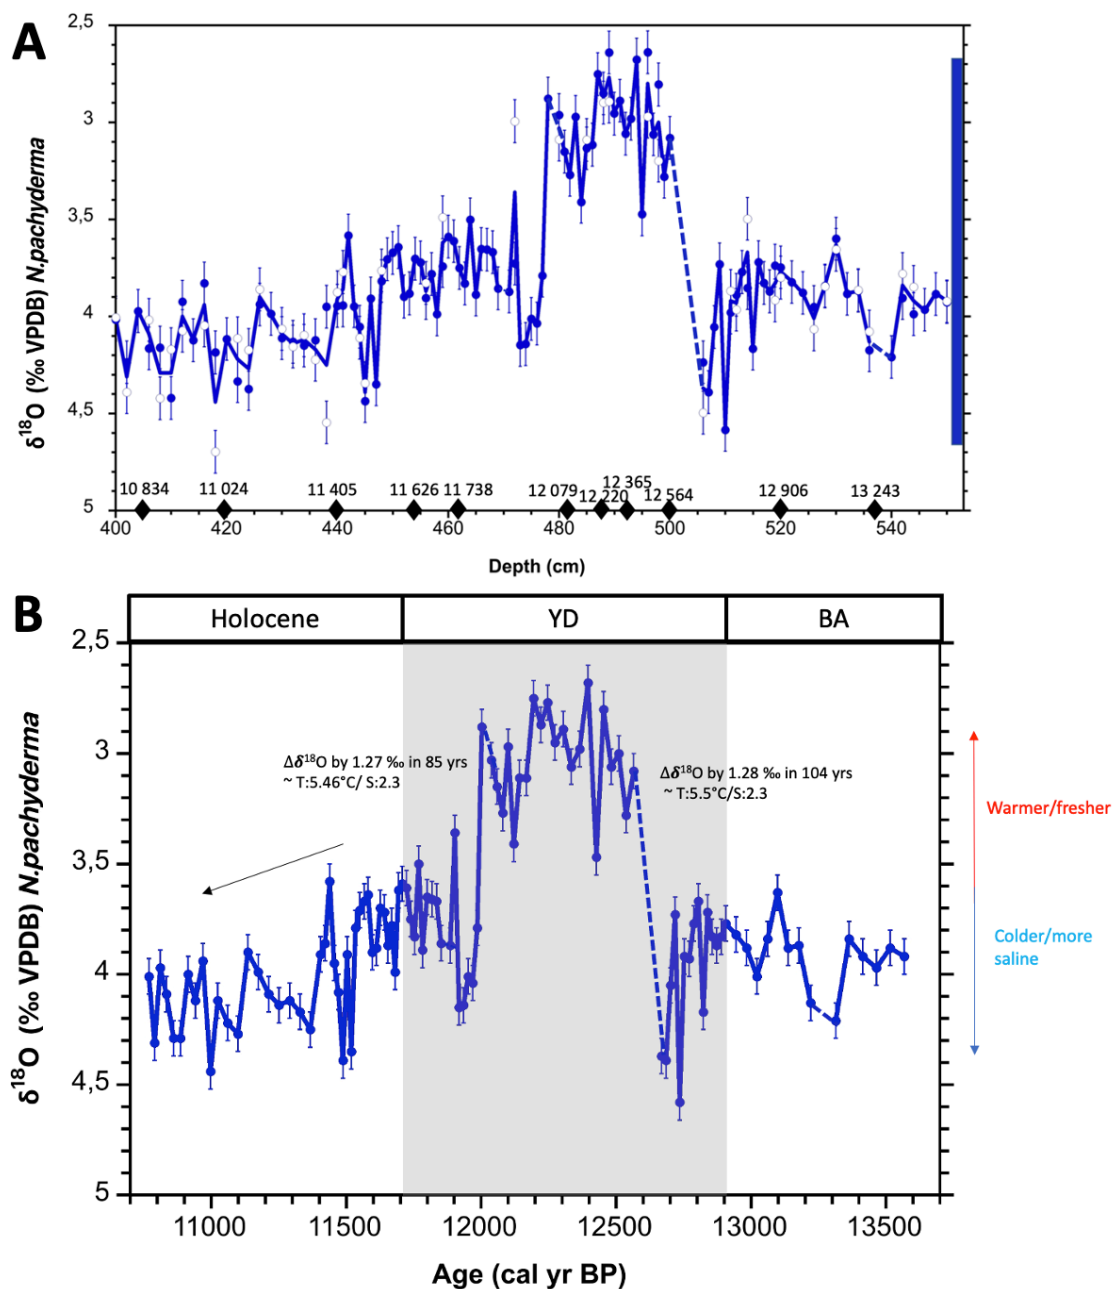 A
2,5
3
3,5
4
4,5
5
δ18O (‰ VPDB) N.pachyderma
10 834
11 024
11 405
11 626
11 738
12 079
12 220
12 365
12 564
12 906
13 243
400
420
440
460
480
500
520
540
Depth (cm)
B
Holocene
YD
BA
2,5
3
3,5
4
4,5
5
δ18O (‰ VPDB) N.pachyderma
Δδ18O by 1.27 ‰ in 85 yrs
~ T:5.46°C/ S:2.3
Δδ18O by 1.28 ‰ in 104 yrs
~ T:5.5°C/S:2.3
Warmer/fresher
Colder/more
saline
11000
11500
12000
12500
13000
13500
Age (cal yr BP)